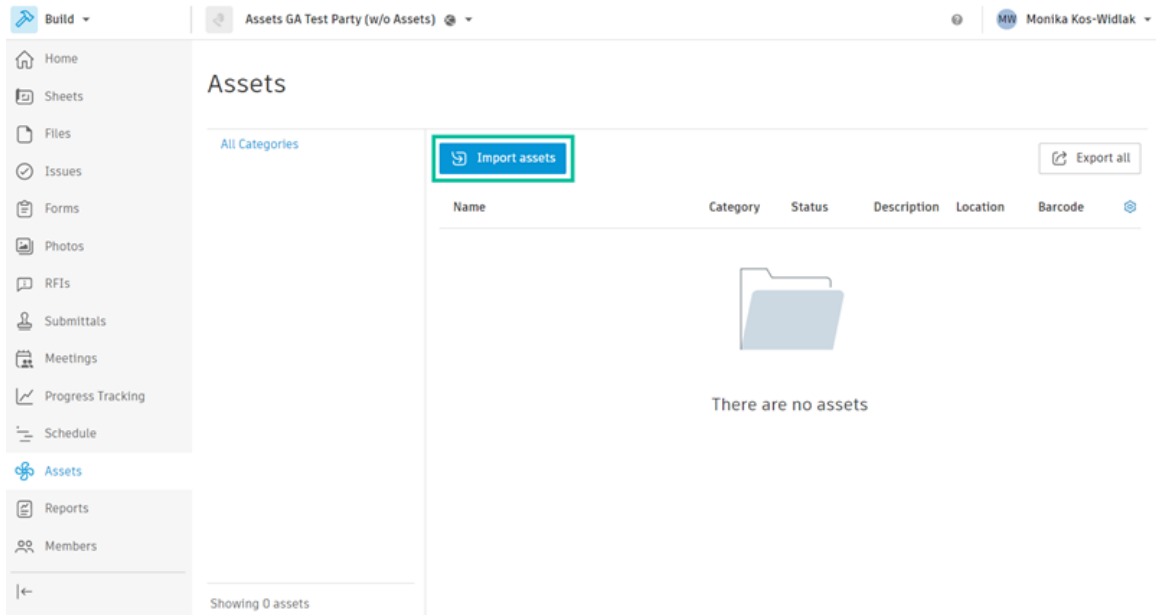 Build
Assets GA Test Party (w/o Assets)
MW Monika Kos-Widlak
Home
Sheets
Files
Issues
Forms
Photos
RFIs
Submittals
Meetings
Progress Tracking
Schedule
Assets
Reports
Members
Assets
All Categories
Showing 0 assets
Import assets
Export all
Name Category Status Description Location Barcode
There are no assets